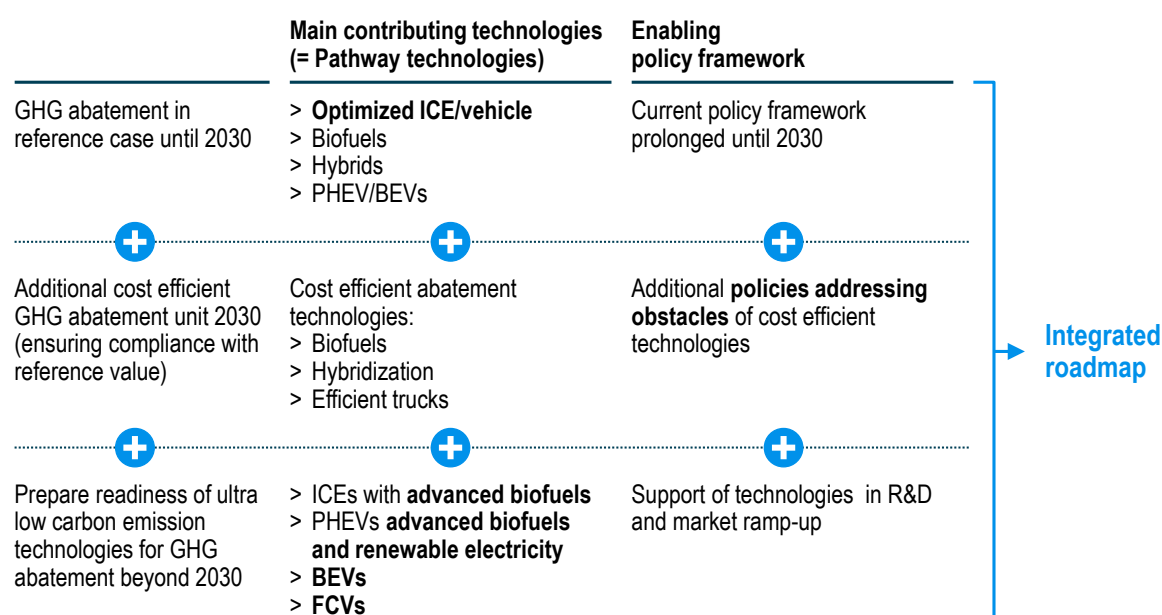 Main contributing technologies
(= Pathway technologies)
Enabling
policy framework
GHG abatement in
reference case until 2030
> Optimized ICE/vehicle
> Biofuels
> Hybrids
> PHEV/BEVs
Current policy framework
prolonged until 2030
Additional cost efficient
GHG abatement unit 2030
(ensuring compliance with
reference value)
Cost efficient abatement
technologies:
> Biofuels
> Hybridization
> Efficient trucks
Additional policies addressing
obstacles of cost efficient
technologies
Integrated
roadmap
Prepare readiness of ultra
low carbon emission
technologies for GHG
abatement beyond 2030
> ICEs with advanced biofuels
> PHEVs advanced biofuels
and renewable electricity
> BEVs
> FCVs
Support of technologies in R&D
and market ramp-up